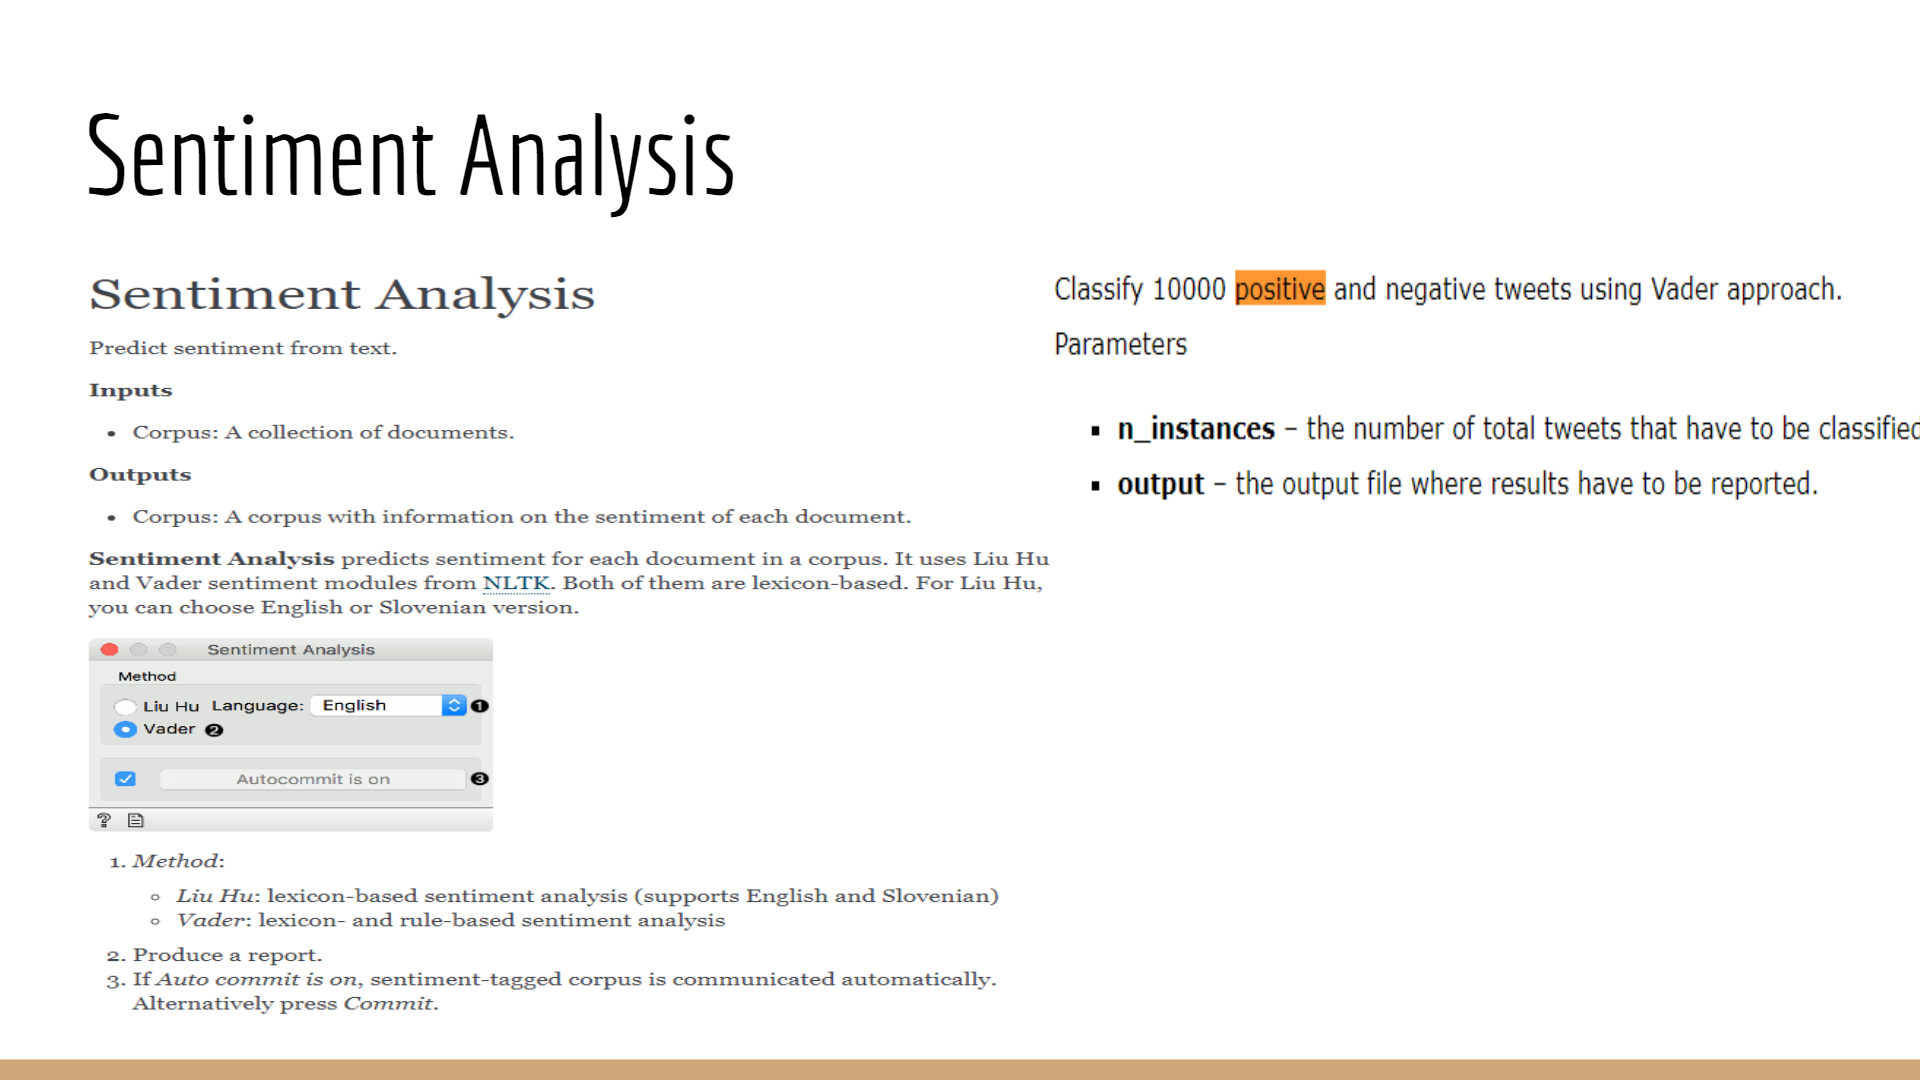 Sentiment Analysis
Sentiment Analysis
Predict sentiment from text.
Inputs
• Corpus: A collection of documents.
Outputs
• Corpus: A corpus with information on the sentiment of each document.
Sentiment Analysis predicts sentiment for each document in a corpus. It uses Liu Hu
and Vader sentiment modules from NLTK. Both of them are lexicon-based. For Liu Hu,
you can choose English or Slovenian version.
Sentiment Analysis
Method
Liu Hu Language: English 1
Vader 2
Autocommit is on 3
?
1. Method:
◦ Liu Hu: lexicon-based sentiment analysis (supports English and Slovenian)
◦ Vader: lexicon- and rule-based sentiment analysis
2. Produce a report.
3. If Auto commit is on, sentiment-tagged corpus is communicated automatically.
Alternatively press Commit.
Classify 10000 positive and negative tweets using Vader approach.
Parameters
▪ n_instances – the number of total tweets that have to be classified
▪ output – the output file where results have to be reported.